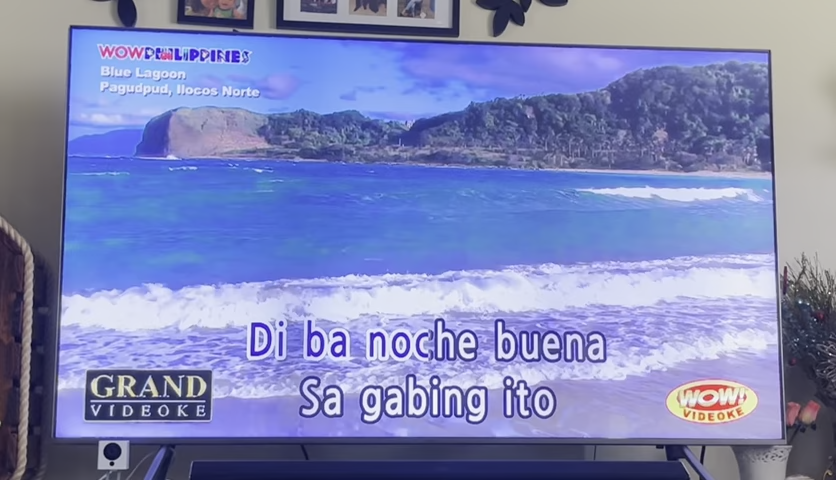 WOWPHILIPPINES
Blue Lagoon
Pagudpud, Ilocos Norte
Di ba noche buena
Sa gabing ito
GRAND
VIDEOKE
WOW!
VIDEOKE